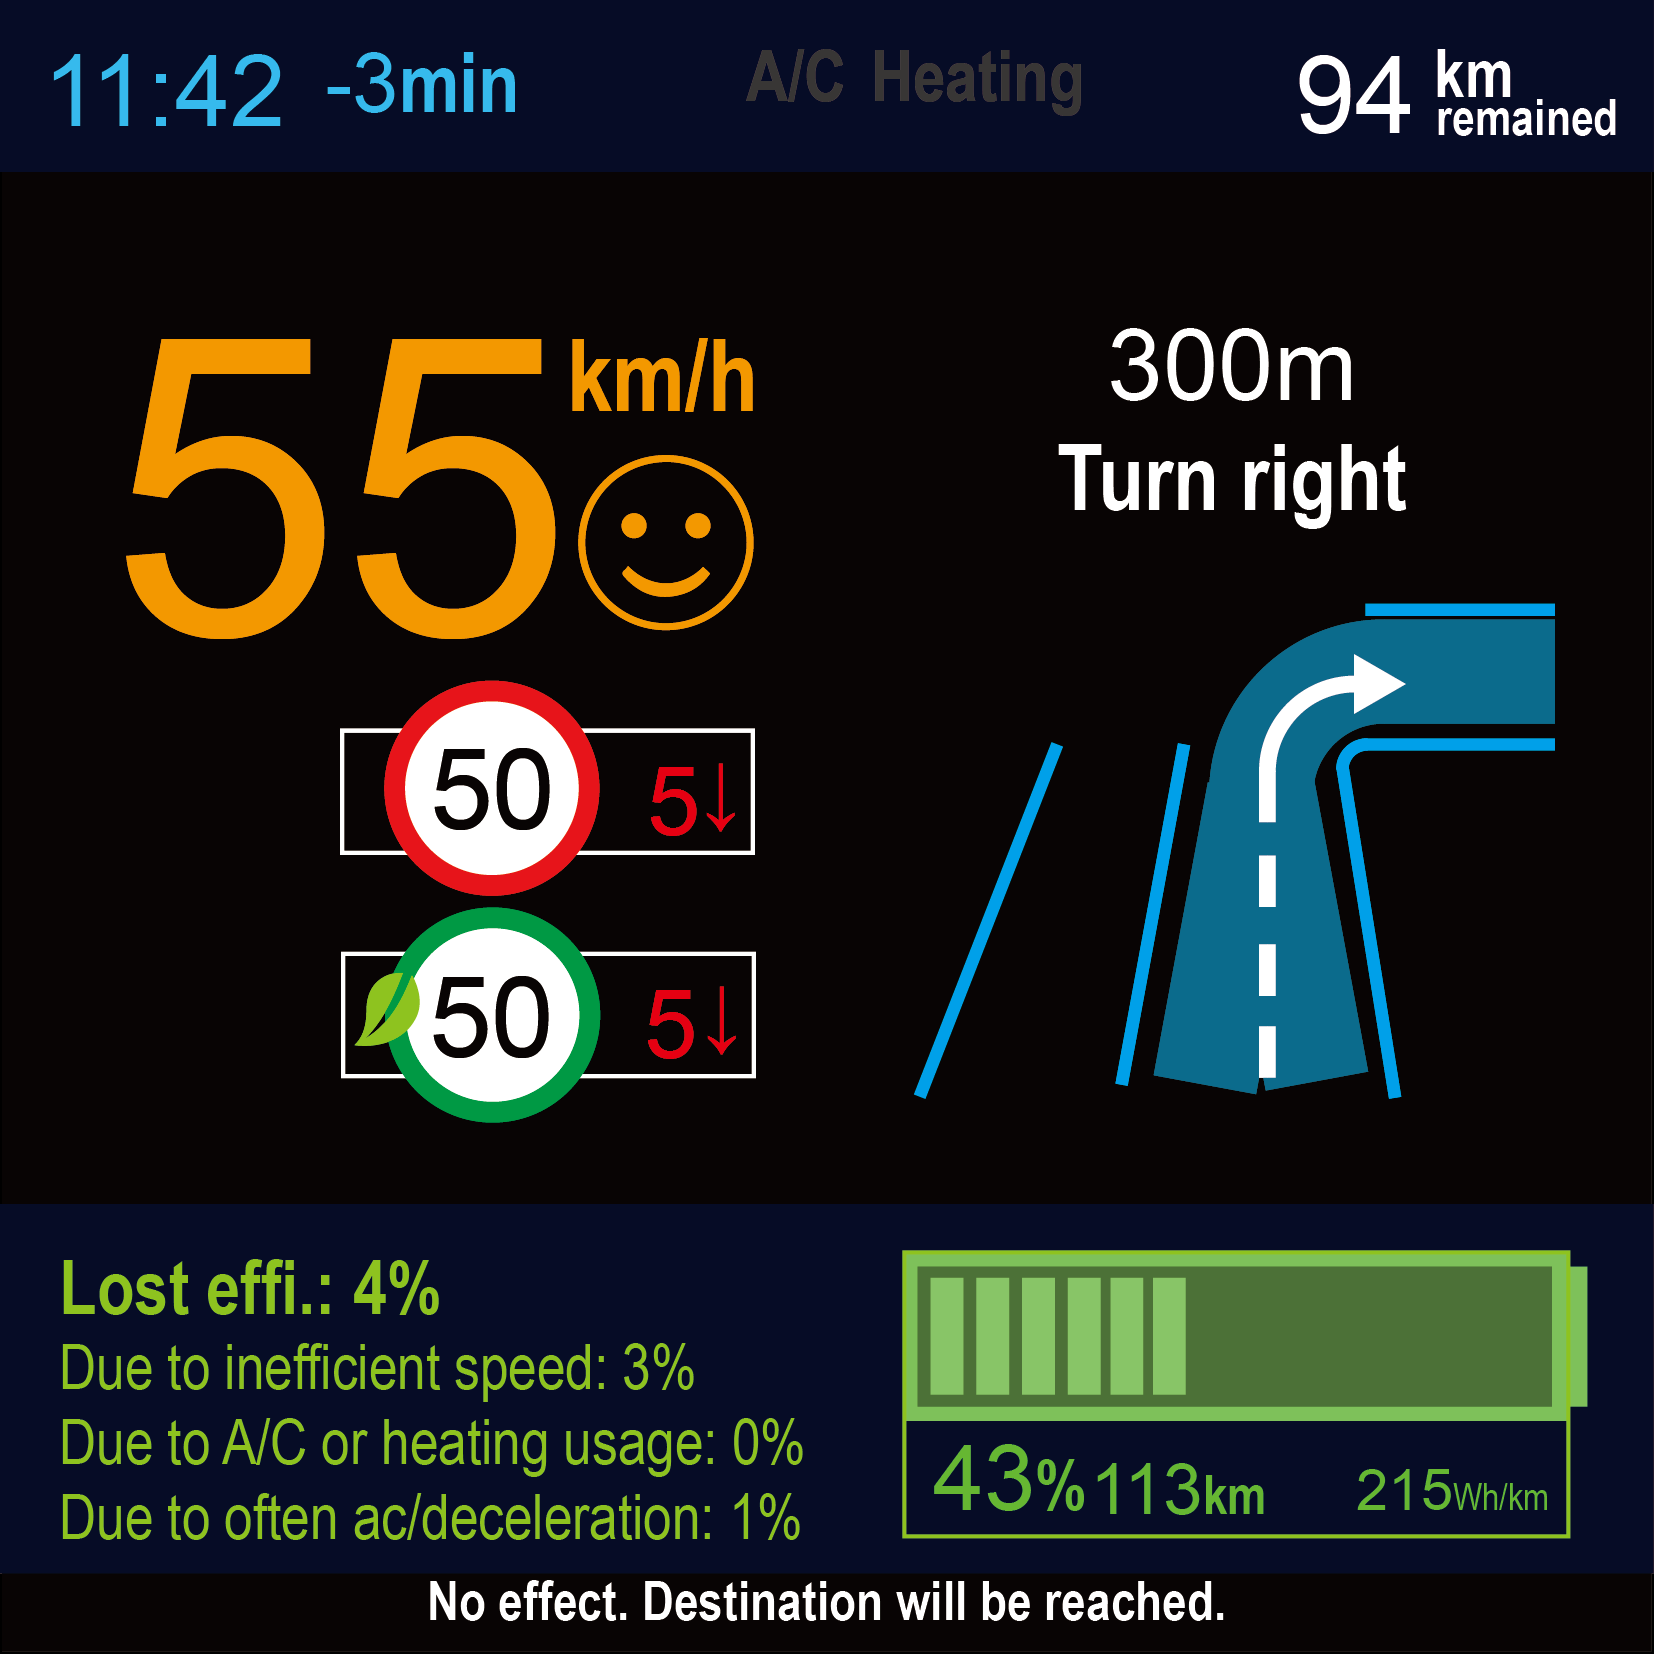 11:42 -3min
A/C Heating
94 km remained
55 km/h
300m
Turn right
50 5↓
50 5↓
Lost effi.: 4%
Due to inefficient speed: 3%
Due to A/C or heating usage: 0%
Due to often ac/deceleration: 1%
43% 113km 215Wh/km
No effect. Destination will be reached.